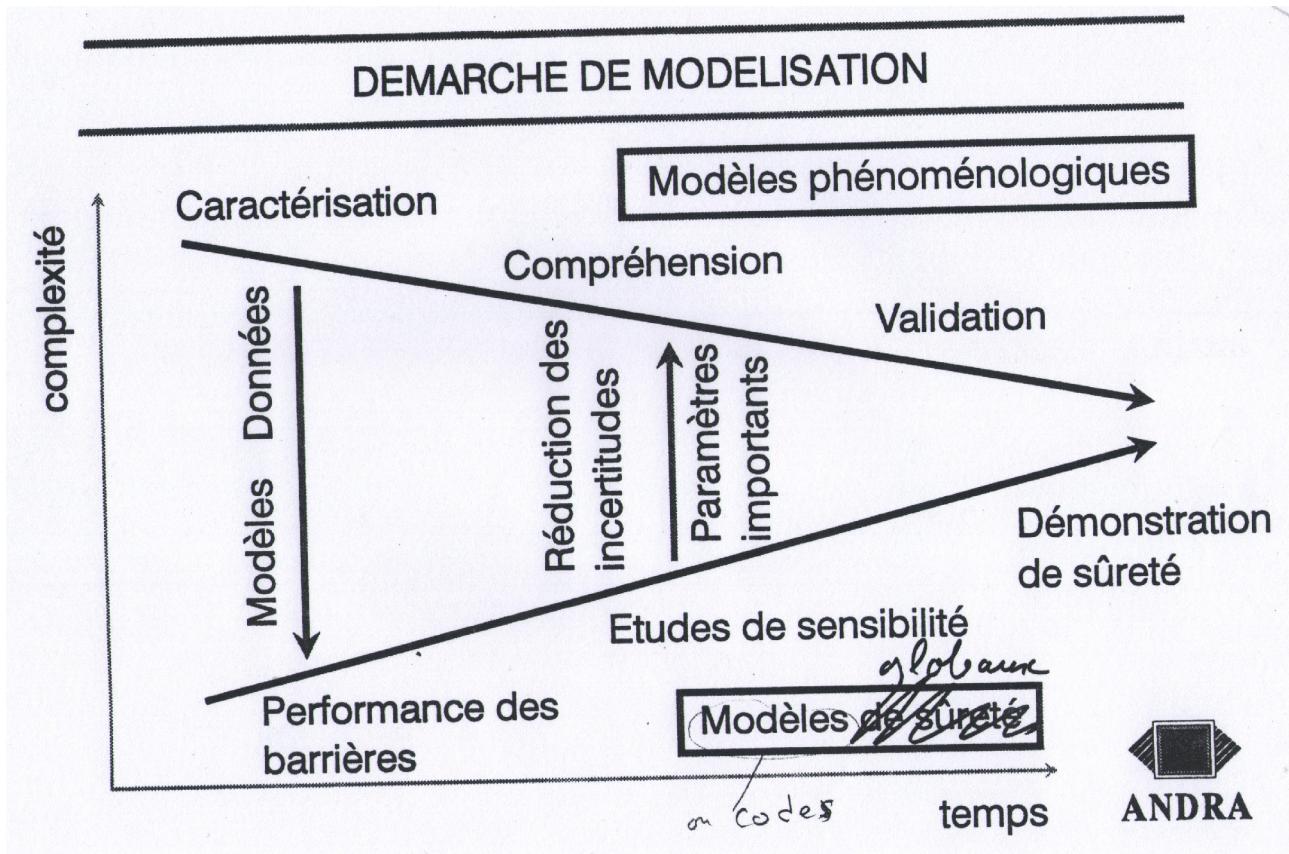 DEMARCHE DE MODELISATION
Modèles phénoménologiques
Caractérisation
complexité
Compréhension
Validation
Modèles Données
Réduction des
incertitudes
Paramètres
importants
Démonstration
de sûreté
Etudes de sensibilité
globaux
Modèles de sûreté
Performance des
barrières
ou codes
temps
ANDRA